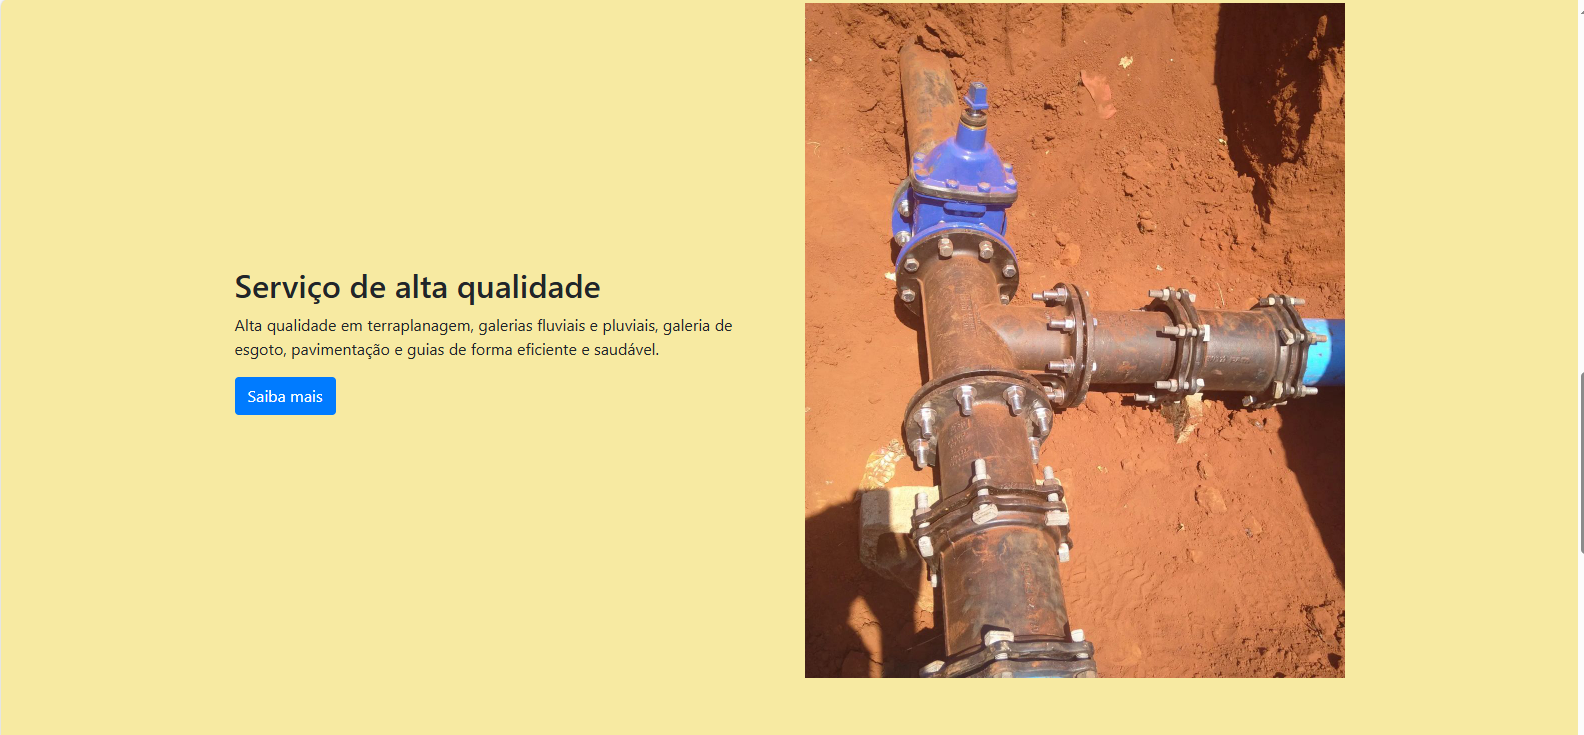 Serviço de alta qualidade
Alta qualidade em terraplanagem, galerias fluviais e pluviais, galeria de
esgoto, pavimentação e guias de forma eficiente e saudável.
Saiba mais